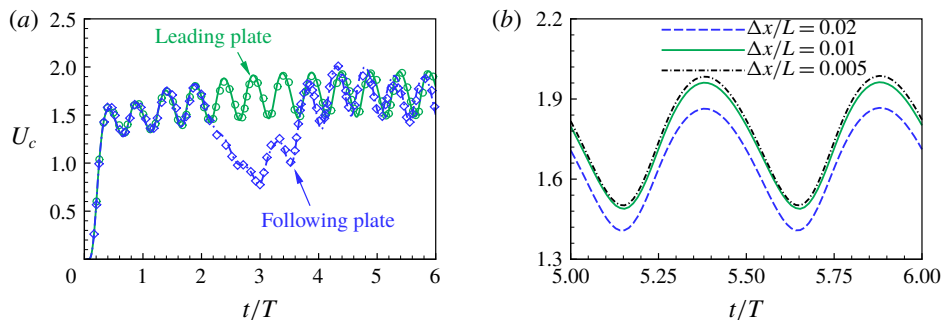 (a)
Leading plate
2.5
2.0
1.5
1.0
0.5
0
U_c
Following plate
1
2
3
4
5
6
t/T
(b)
2.2
1.9
1.6
1.3
Δx/L = 0.02
Δx/L = 0.01
Δx/L = 0.005
5.00
5.25
5.50
5.75
6.00
t/T